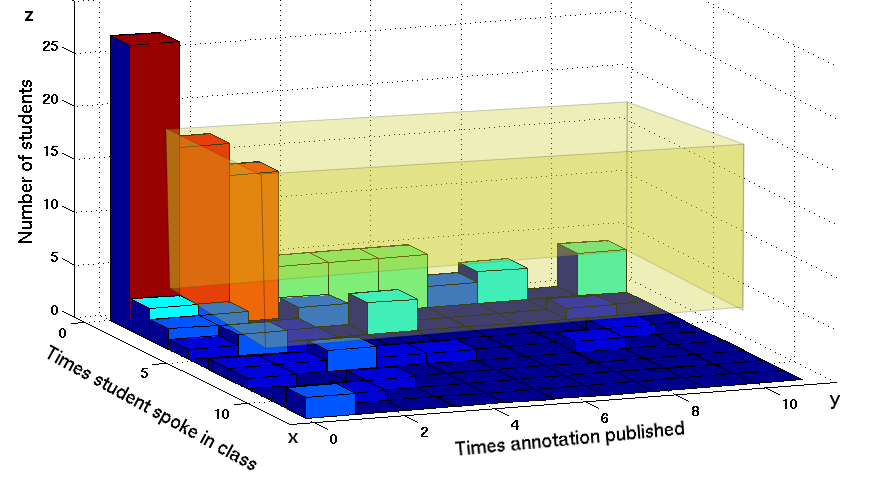 z
25
20
15
10
5
0
Number of students
0
5
10
Times student spoke in class
x
0
2
4
6
8
10
y
Times annotation published